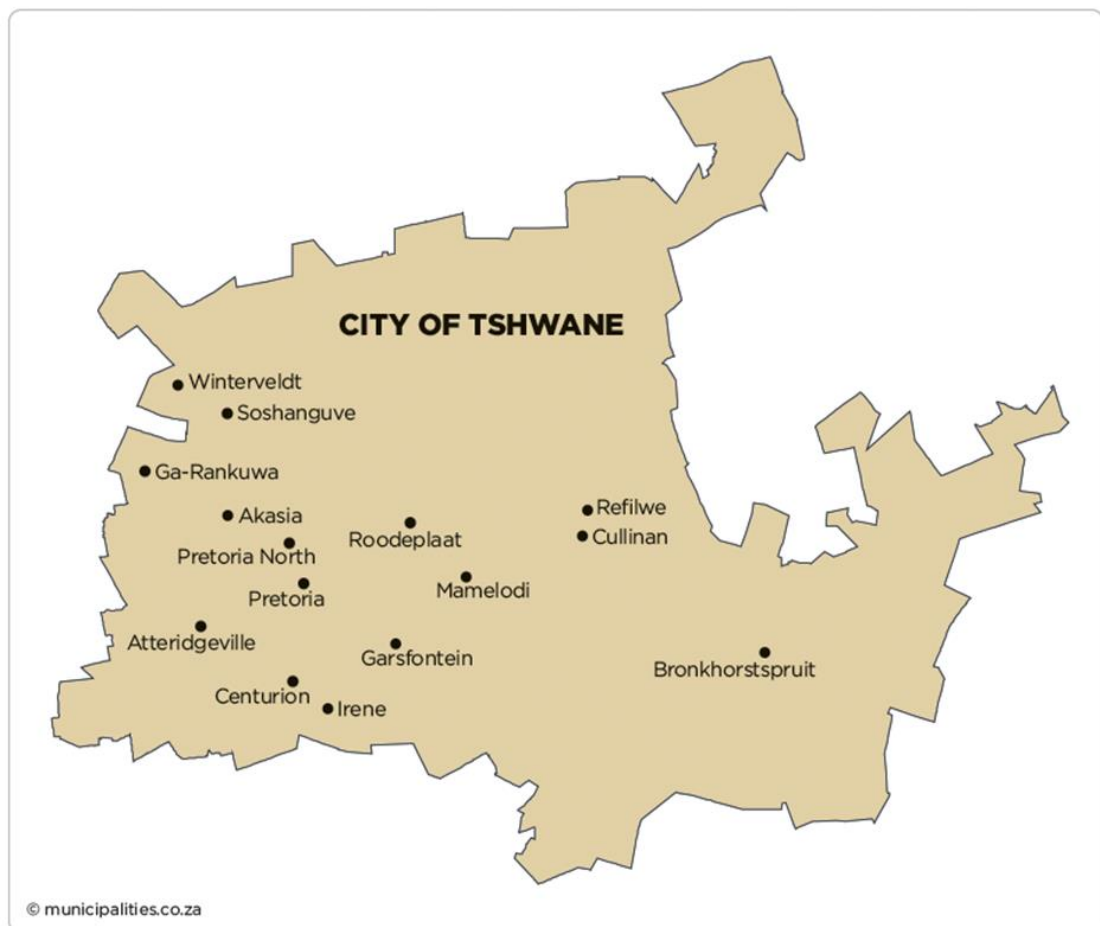 CITY OF TSHWANE
Winterveldt
Soshanguve
Ga-Rankuwa
Akasia
Refilwe
Cullinan
Roodeplaat
Pretoria North
Mamelodi
Pretoria
Atteridgeville
Garsfontein
Bronkhorstspruit
Centurion
Irene
© municipalities.co.za